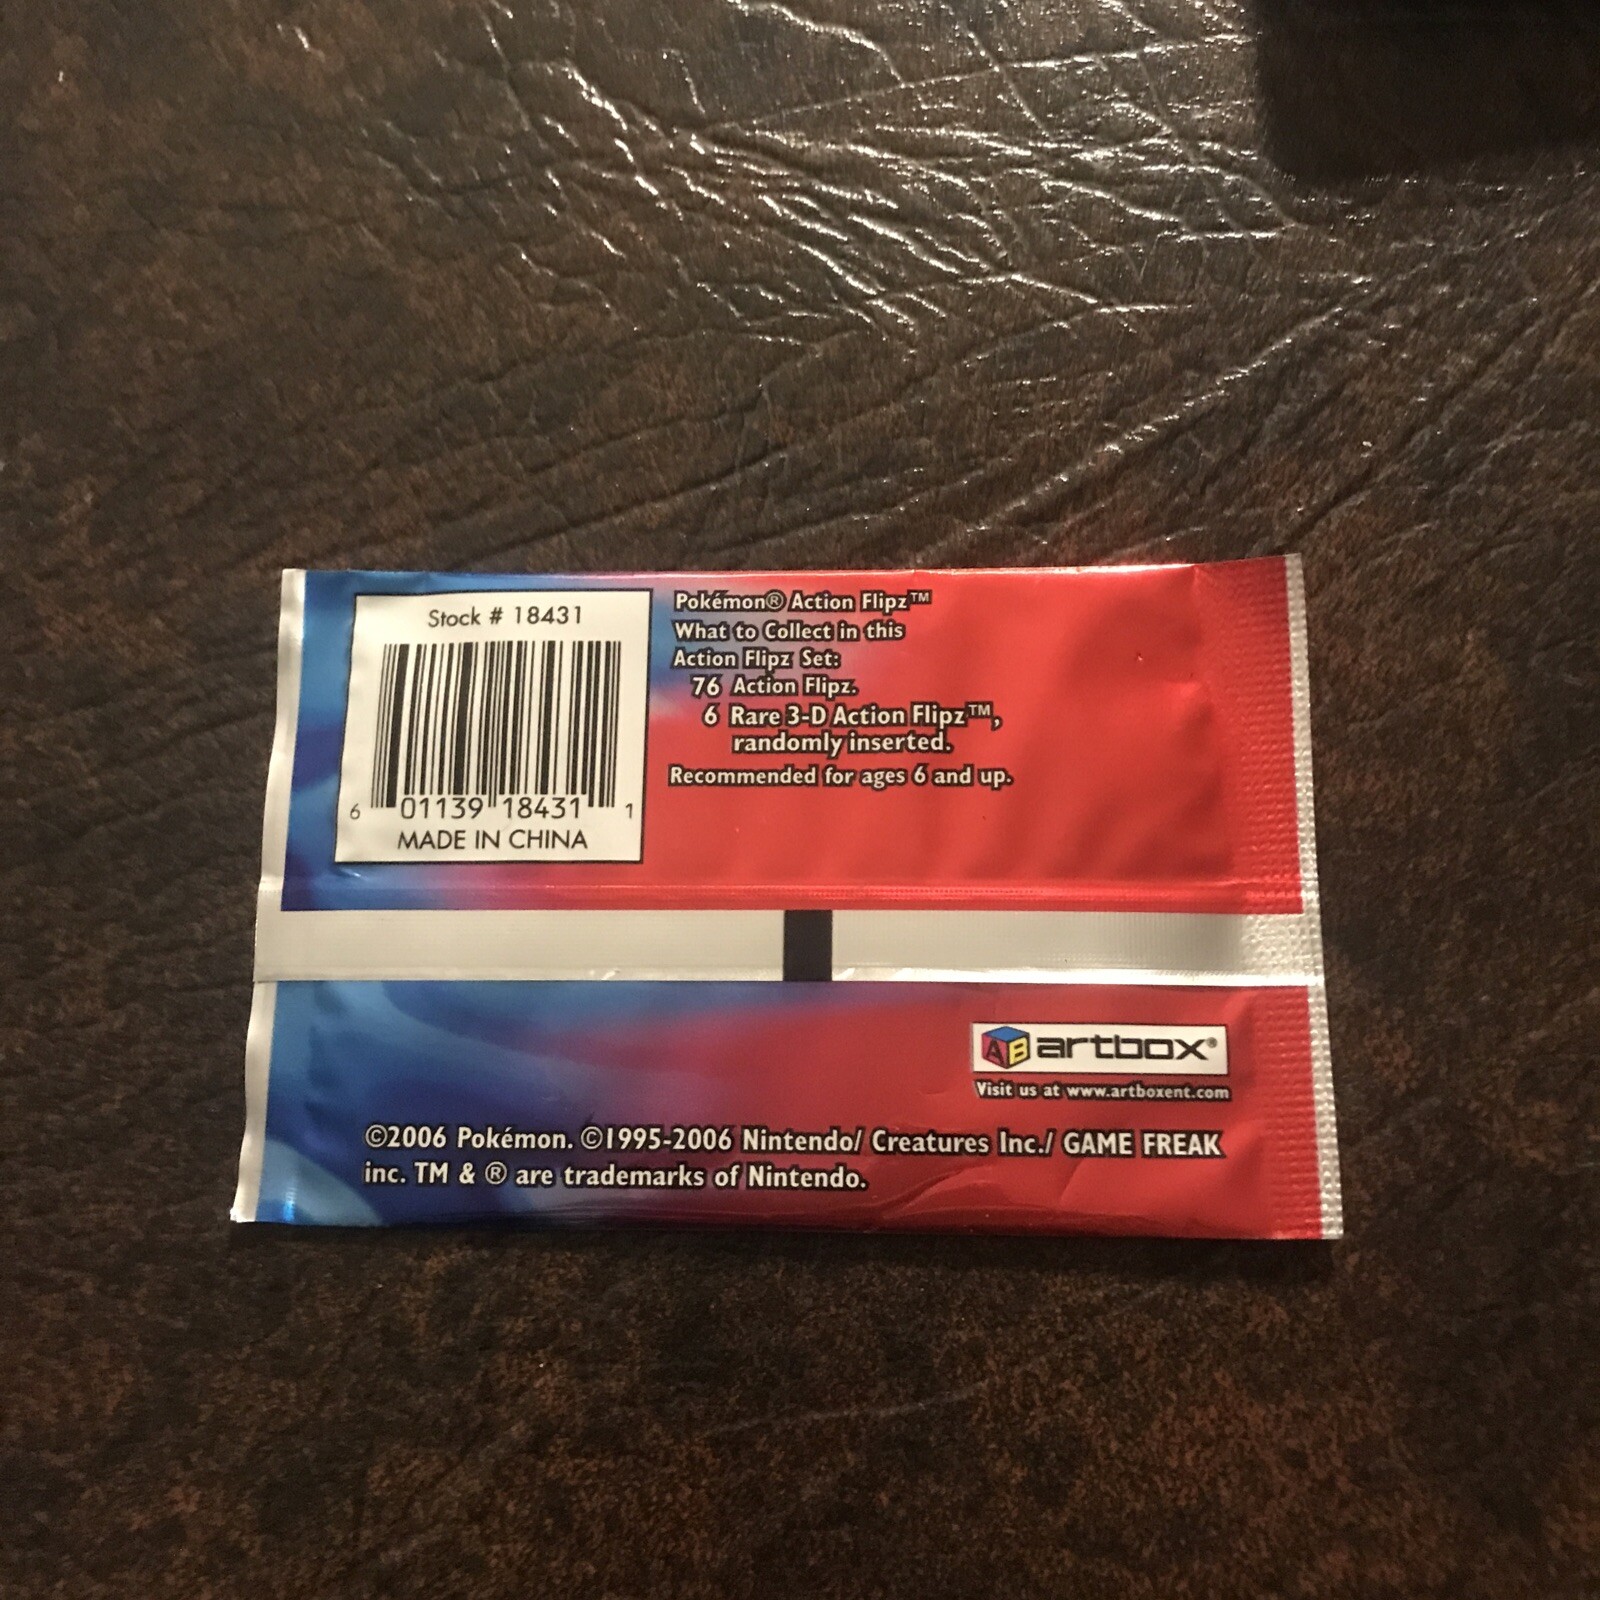 Stock # 18431
6 01139 18431 1
MADE IN CHINA
Pokémon® Action Flipz™
What to Collect in this
Action Flipz Set:
76 Action Flipz.
6 Rare 3-D Action Flipz™,
randomly inserted.
Recommended for ages 6 and up.
AB artbox®
Visit us at www.artboxent.com
©2006 Pokémon. ©1995-2006 Nintendo/ Creatures Inc./ GAME FREAK
inc. TM & ® are trademarks of Nintendo.